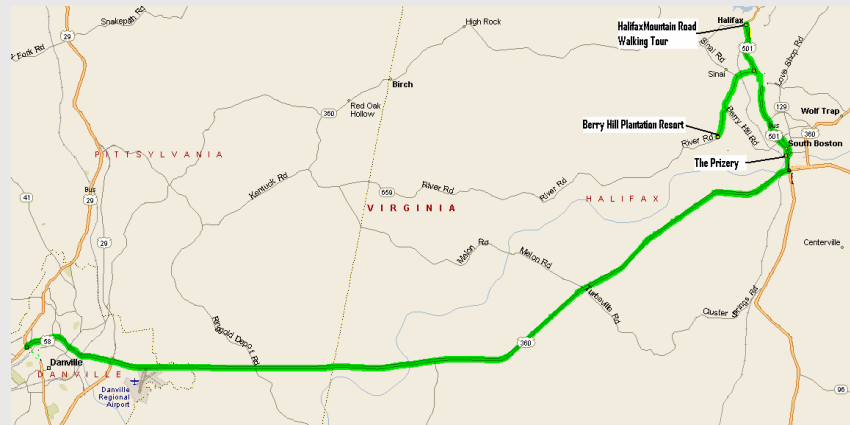 Snakepath Rd
High Rock
Halifax
HalifaxMountain Road
Walking Tour
29
Fork Rd
501
Love Shop Rd
Sinai Rd
Sinai
Birch
Red Oak
Hollow
360
129
Wolf Trap
Berry Hill Plantation Resort
Berry Hill Rd
Bus
501
360
River Rd
South Boston
PITTSYLVANIA
The Prizery
Kentuck Rd
41
Bus
29
659
River Rd
River Rd
HALIFAX
VIRGINIA
29
Melon Rd
Melon Rd
Centerville
Turbeville Rd
Cluster Springs Rd
Ringgold Depot Rd
58
360
Danville
DANVILLE
Danville
Regional
Airport
96